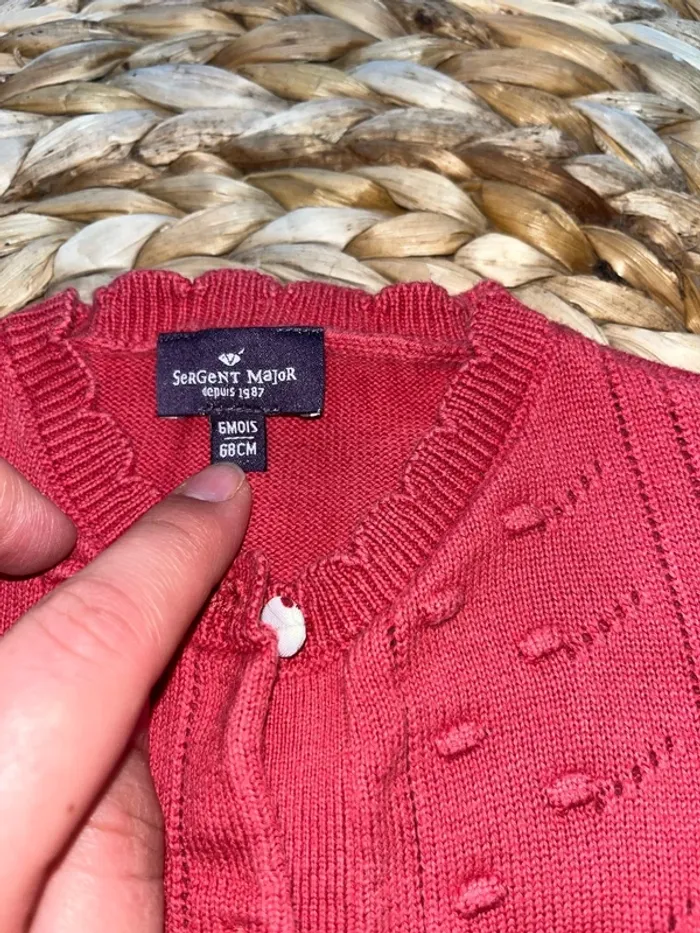 SeRGeNT MaJoR
depuis 1987
6MOIS
68CM